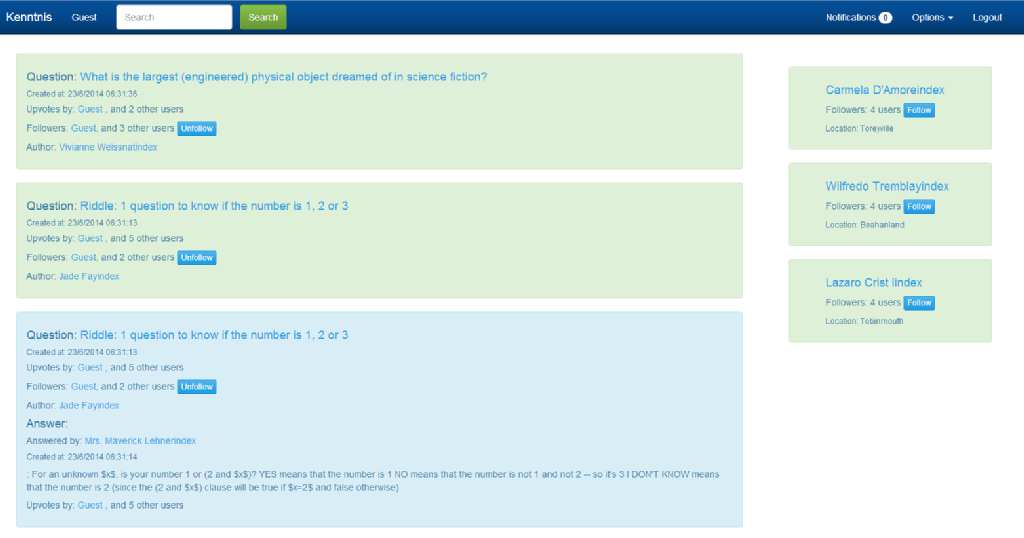 Kenntnis Guest Search Search Notifications 0 Options Logout
Question: What is the largest (engineered) physical object dreamed of in science fiction?
Created at: 23/6/2014 06:31:36
Upvotes by: Guest , and 2 other users
Followers: Guest, and 3 other users Unfollow
Author: Vivianne Weissnatindex
Question: Riddle: 1 question to know if the number is 1, 2 or 3
Created at: 23/6/2014 06:31:13
Upvotes by: Guest , and 5 other users
Followers: Guest, and 2 other users Unfollow
Author: Jade Fayindex
Question: Riddle: 1 question to know if the number is 1, 2 or 3
Created at: 23/6/2014 06:31:13
Upvotes by: Guest , and 5 other users
Followers: Guest, and 2 other users Unfollow
Author: Jade Fayindex
Answer:
Answered by: Mrs. Maverick Lehnerindex
Created at: 23/6/2014 06:31:14
: For an unknown $x$, is your number 1 or (2 and $x$)? YES means that the number is 1 NO means that the number is not 1 and not 2 -- so it's 3 I DON'T KNOW means
that the number is 2 (since the (2 and $x$) clause will be true if $x=2$ and false otherwise)
Upvotes by: Guest , and 5 other users
Carmela D'Amoreindex
Followers: 4 users Follow
Location: Toreyville
Wilfredo Tremblayindex
Followers: 4 users Follow
Location: Beahanland
Lazaro Crist Iindex
Followers: 4 users Follow
Location: Tobinmouth